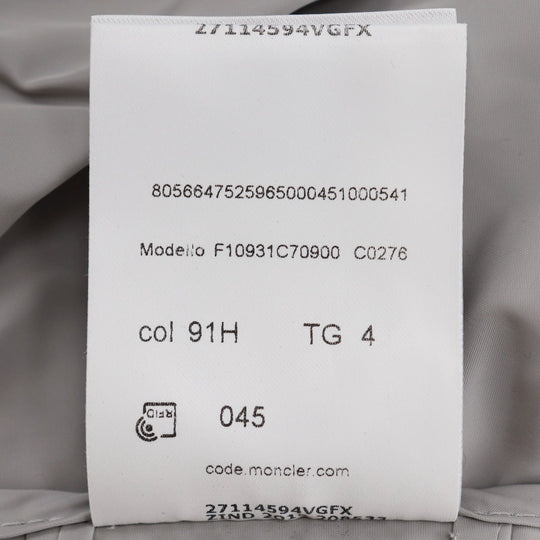 27114594VGFX
8056647525965000451000541
Modello F10931C70900 C0276
col 91H TG 4
RFID 045
code.moncler.com
27114594VGFX